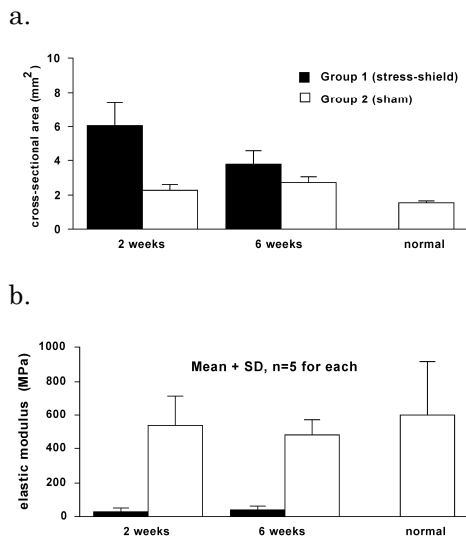 a.
cross-sectional area (mm²)
10
8
6
4
2
0
Group 1 (stress-shield)
Group 2 (sham)
2 weeks
6 weeks
normal
b.
elastic modulus (MPa)
1000
800
600
400
200
0
Mean + SD, n=5 for each
2 weeks
6 weeks
normal